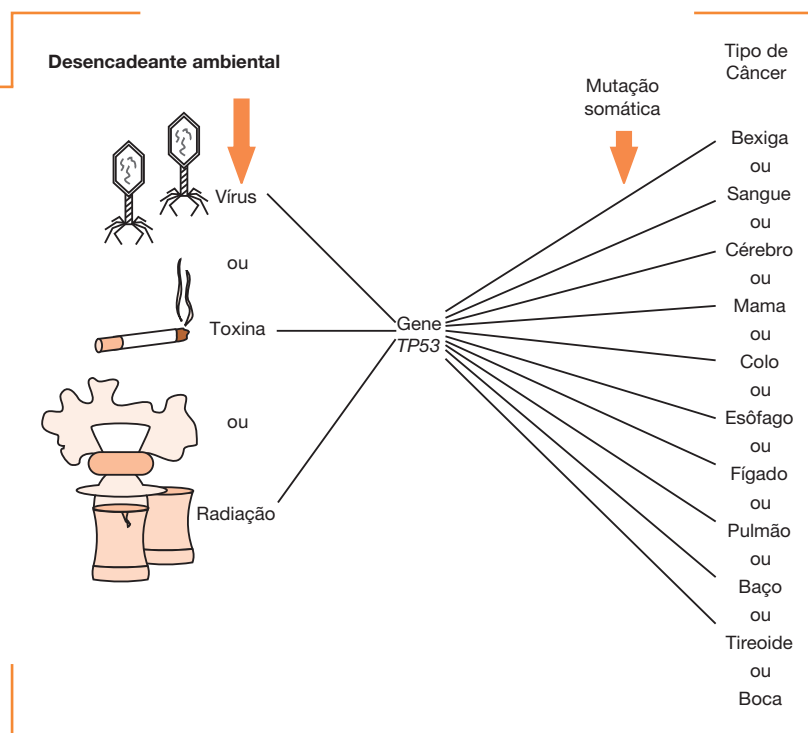 Desencadeante ambiental
Vírus
ou
Toxina
ou
Radiação
Gene
TP53
Mutação
somática
Tipo de
Câncer
Bexiga
ou
Sangue
ou
Cérebro
ou
Mama
ou
Colo
ou
Esôfago
ou
Fígado
ou
Pulmão
ou
Baço
ou
Tireoide
ou
Boca